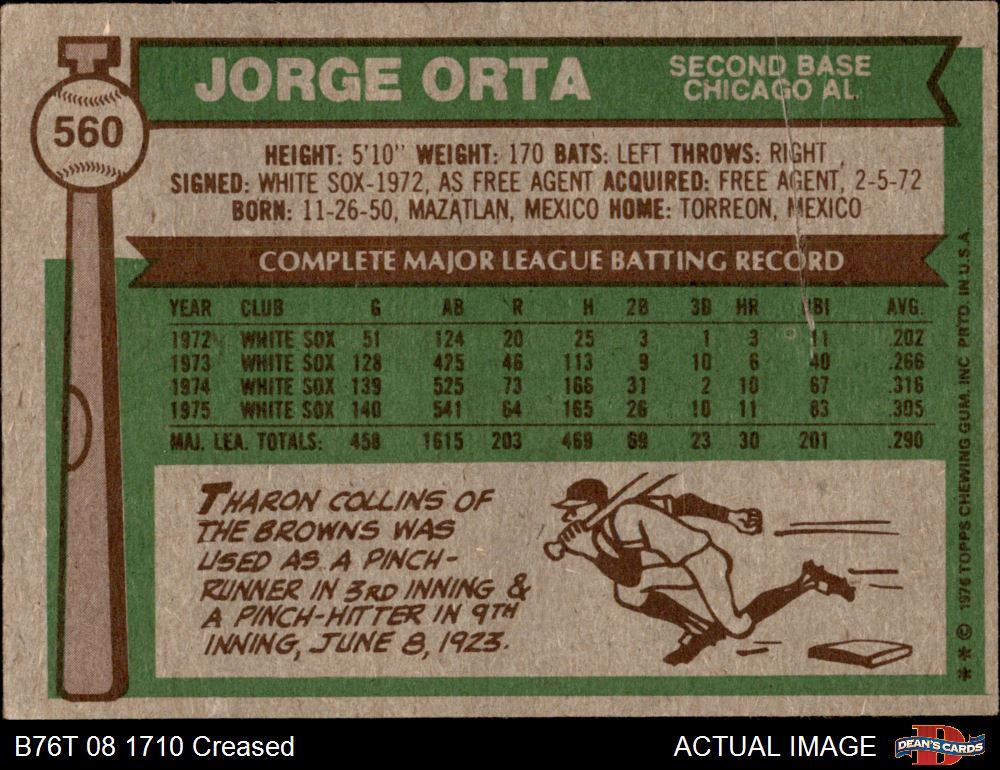 560
JORGE ORTA
SECOND BASE
CHICAGO AL
HEIGHT: 5'10" WEIGHT: 170 BATS: LEFT THROWS: RIGHT
SIGNED: WHITE SOX-1972, AS FREE AGENT ACQUIRED: FREE AGENT, 2-5-72
BORN: 11-26-50, MAZATLAN, MEXICO HOME: TORREON, MEXICO
COMPLETE MAJOR LEAGUE BATTING RECORD
YEAR CLUB G AB R H 2B 3B HR RBI AVG.
1972 WHITE SOX 51 124 20 25 3 1 3 11 .202
1973 WHITE SOX 128 425 46 113 9 10 6 40 .266
1974 WHITE SOX 139 525 73 166 31 2 10 67 .316
1975 WHITE SOX 140 541 64 165 26 10 11 83 .305
MAJ. LEA. TOTALS: 458 1615 203 469 69 23 30 201 .290
THARON COLLINS OF
THE BROWNS WAS
USED AS A PINCH-
RUNNER IN 3RD INNING &
A PINCH-HITTER IN 9TH
INNING, JUNE 8, 1923.
** © 1976 TOPPS CHEWING GUM, INC PRTD. IN U.S.A.
B76T 08 1710 Creased
ACTUAL IMAGE
DEAN'S CARDS